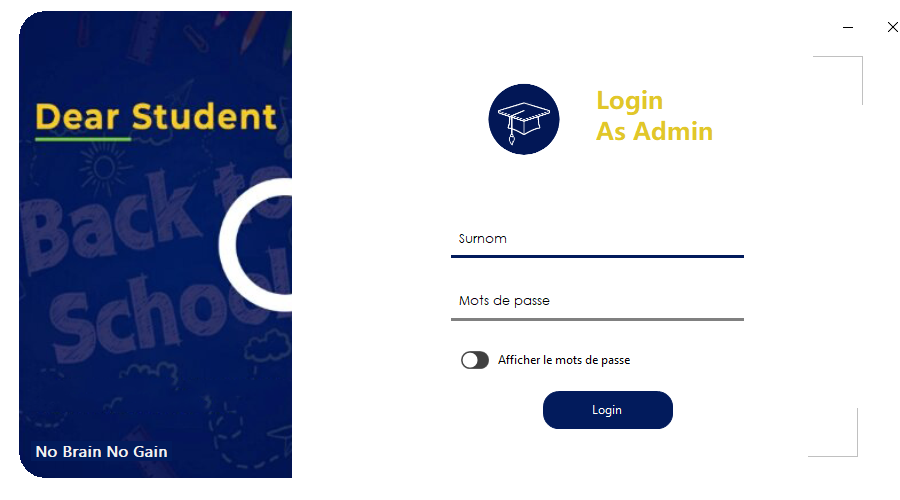 Dear Student
Back to
School
No Brain No Gain
Login
As Admin
Surnom
Mots de passe
Afficher le mots de passe
Login